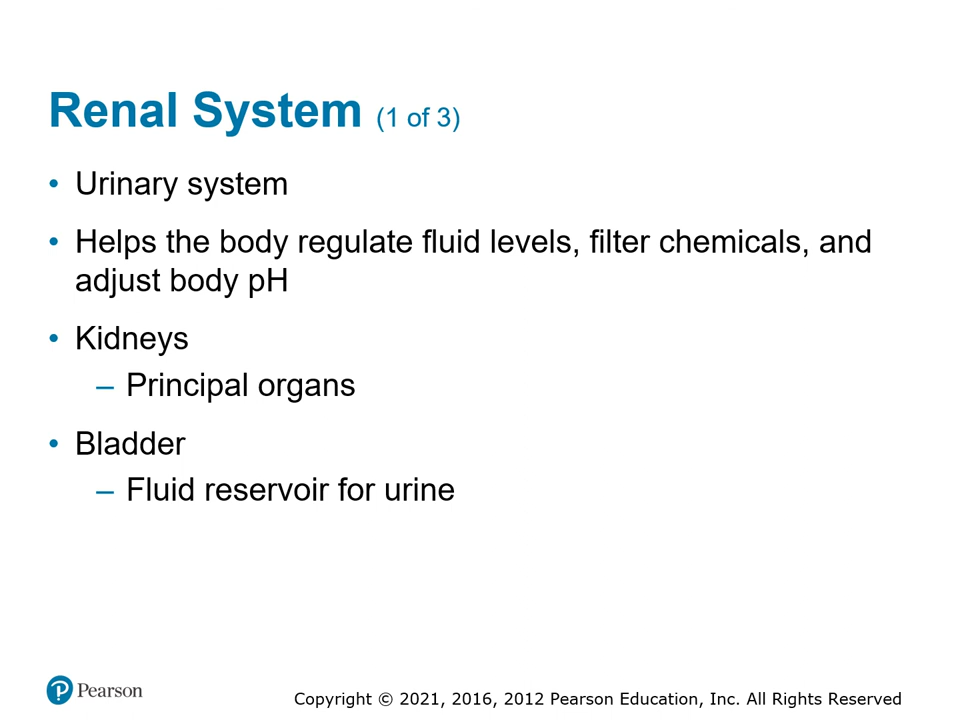 Renal System (1 of 3)
• Urinary system
• Helps the body regulate fluid levels, filter chemicals, and
adjust body pH
• Kidneys
– Principal organs
• Bladder
– Fluid reservoir for urine
Pearson
Copyright © 2021, 2016, 2012 Pearson Education, Inc. All Rights Reserved